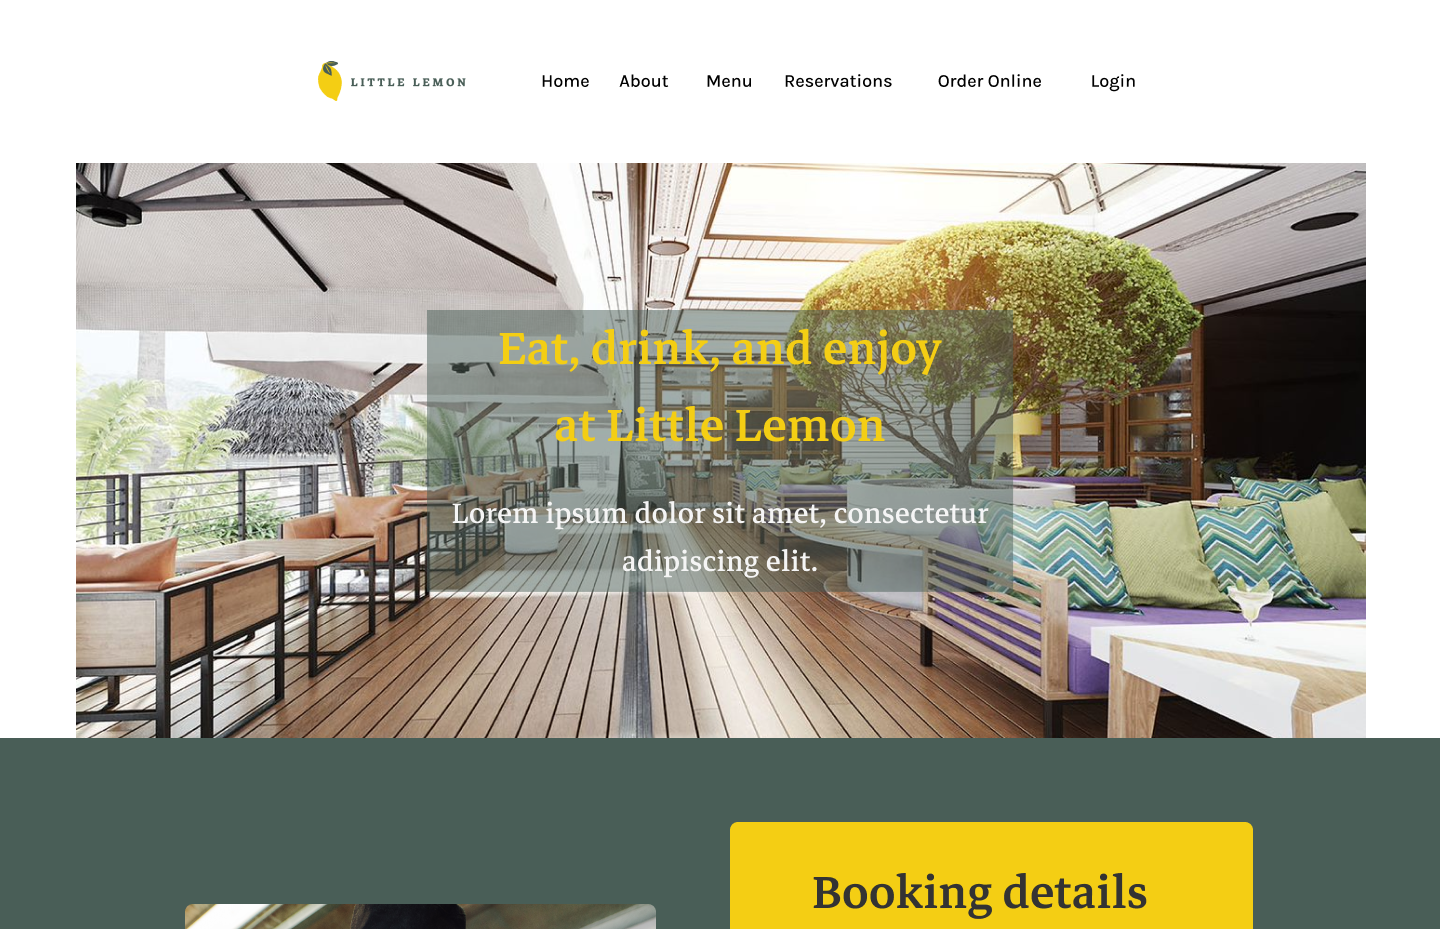 LITTLE LEMON
Home About Menu Reservations Order Online Login
Eat, drink, and enjoy
at Little Lemon
Lorem ipsum dolor sit amet, consectetur
adipiscing elit.
Booking details